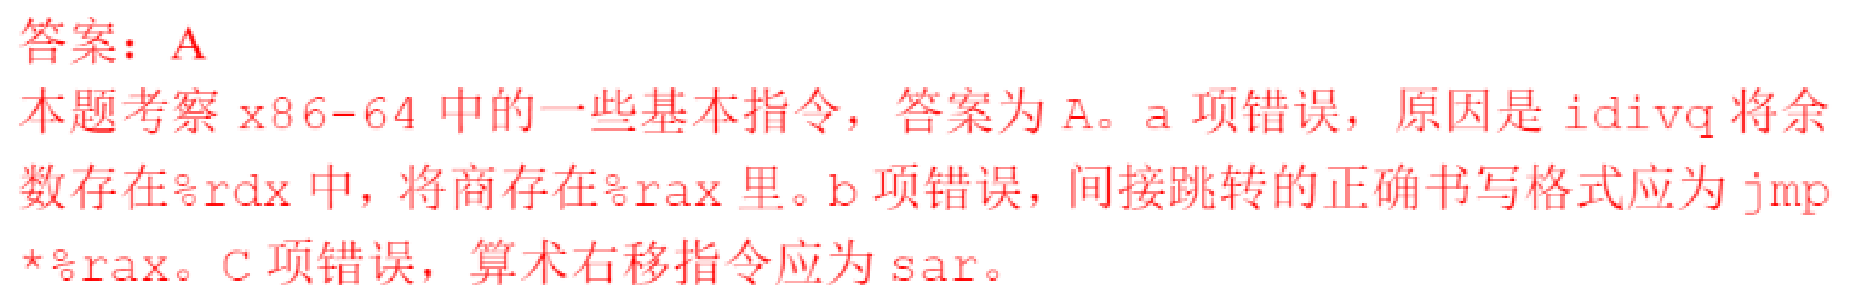 答案：A
本题考察 x86-64 中的一些基本指令，答案为 A。a 项错误，原因是 idivq 将余
数存在%rdx 中，将商存在%rax 里。b 项错误，间接跳转的正确书写格式应为 jmp
*%rax。C 项错误，算术右移指令应为 sar。